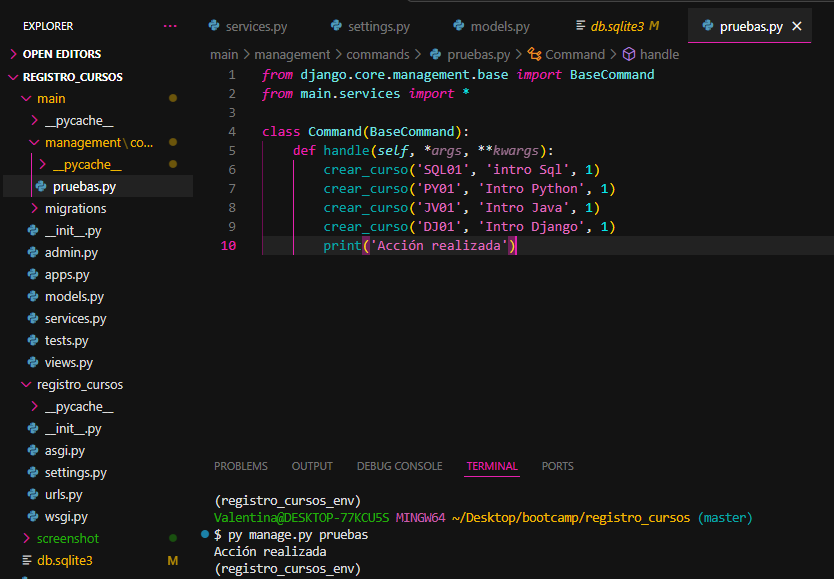 EXPLORER ...
OPEN EDITORS
REGISTRO_CURSOS
main
__pycache__
management\co...
__pycache__
pruebas.py
migrations
__init__.py
admin.py
apps.py
models.py
services.py
tests.py
views.py
registro_cursos
__pycache__
__init__.py
asgi.py
settings.py
urls.py
wsgi.py
screenshot
db.sqlite3 M
services.py settings.py models.py db.sqlite3 M pruebas.py
main > management > commands > pruebas.py > Command > handle
1 from django.core.management.base import BaseCommand
2 from main.services import *
3
4 class Command(BaseCommand):
5 def handle(self, *args, **kwargs):
6 crear_curso('SQL01', 'intro Sql', 1)
7 crear_curso('PY01', 'Intro Python', 1)
8 crear_curso('JV01', 'Intro Java', 1)
9 crear_curso('DJ01', 'Intro Django', 1)
10 print('Acción realizada')
PROBLEMS OUTPUT DEBUG CONSOLE TERMINAL PORTS
(registro_cursos_env)
Valentina@DESKTOP-77KCU5S MINGW64 ~/Desktop/bootcamp/registro_cursos (master)
$ py manage.py pruebas
Acción realizada
(registro_cursos_env)